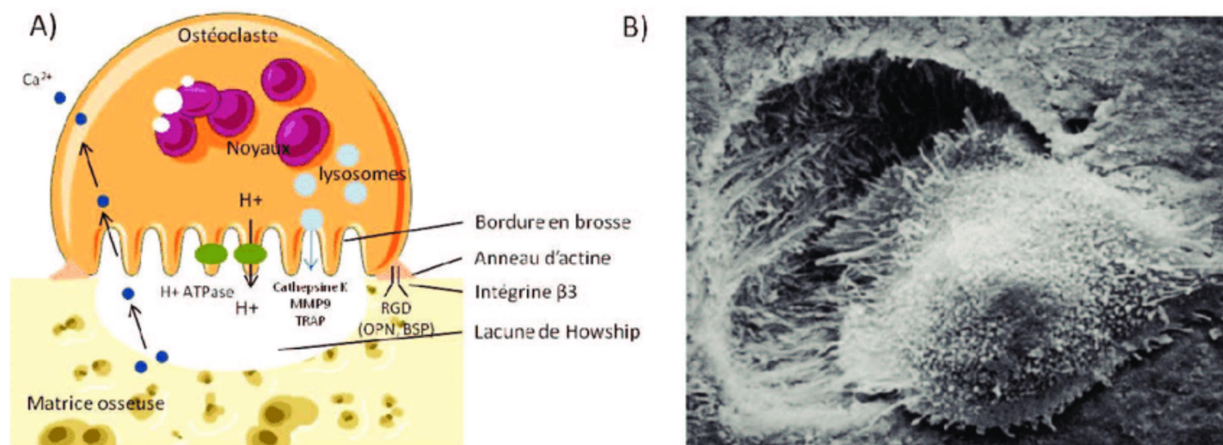 A)
B)
Ostéoclaste
Ca²⁺
Noyaux
lysosomes
H+
Bordure en brosse
Anneau d'actine
H+ ATPase
H+
Cathepsine K
MMP9
TRAP
Intégrine β3
RGD
(OPN, BSP)
Lacune de Howship
Matrice osseuse